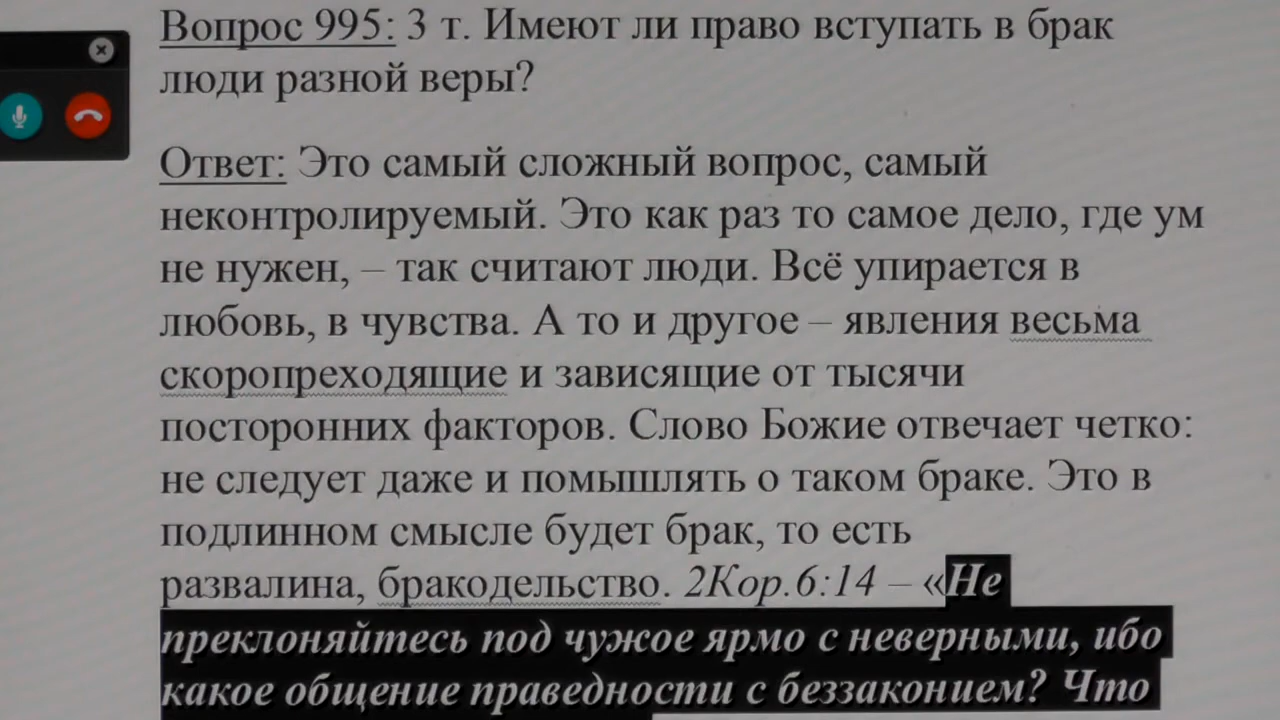 Вопрос 995: 3 т. Имеют ли право вступать в брак
люди разной веры?
Ответ: Это самый сложный вопрос, самый
неконтролируемый. Это как раз то самое дело, где ум
не нужен, – так считают люди. Всё упирается в
любовь, в чувства. А то и другое – явления весьма
скоропреходящие и зависящие от тысячи
посторонних факторов. Слово Божие отвечает четко:
не следует даже и помышлять о таком браке. Это в
подлинном смысле будет брак, то есть
развалина, бракодельство. 2Кор.6:14 – «Не
преклоняйтесь под чужое ярмо с неверными, ибо
какое общение праведности с беззаконием? Что